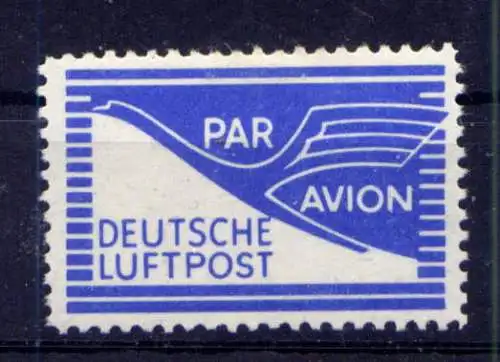 PAR
AVION
DEUTSCHE
LUFTPOST